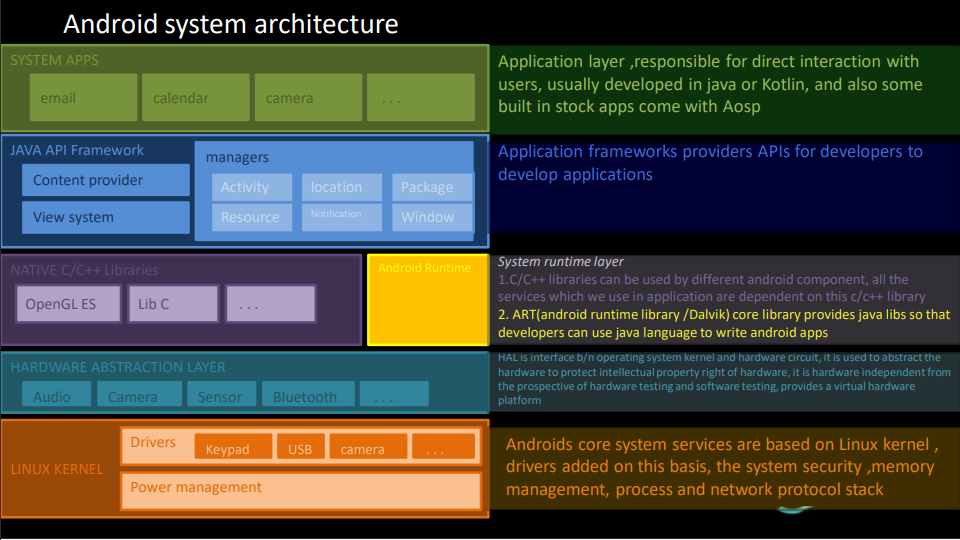 Android system architecture
SYSTEM APPS
email
calendar
camera
. . .
Application layer ,responsible for direct interaction with
users, usually developed in java or Kotlin, and also some
built in stock apps come with Aosp
JAVA API Framework
Content provider
View system
managers
Activity
location
Package
Resource
Notification
Window
Application frameworks providers APIs for developers to
develop applications
NATIVE C/C++ Libraries
OpenGL ES
Lib C
. . .
Android Runtime
System runtime layer
1.C/C++ libraries can be used by different android component, all the
services which we use in application are dependent on this c/c++ library
2. ART(android runtime library /Dalvik) core library provides java libs so that
developers can use java language to write android apps
HARDWARE ABSTRACTION LAYER
Audio
Camera
Sensor
Bluetooth
. . .
HAL is interface b/n operating system kernel and hardware circuit, it is used to abstract the
hardware to protect intellectual property right of hardware, it is hardware independent from
the prospective of hardware testing and software testing, provides a virtual hardware
platform
LINUX KERNEL
Drivers
Keypad
USB
camera
. . .
Power management
Androids core system services are based on Linux kernel ,
drivers added on this basis, the system security ,memory
management, process and network protocol stack